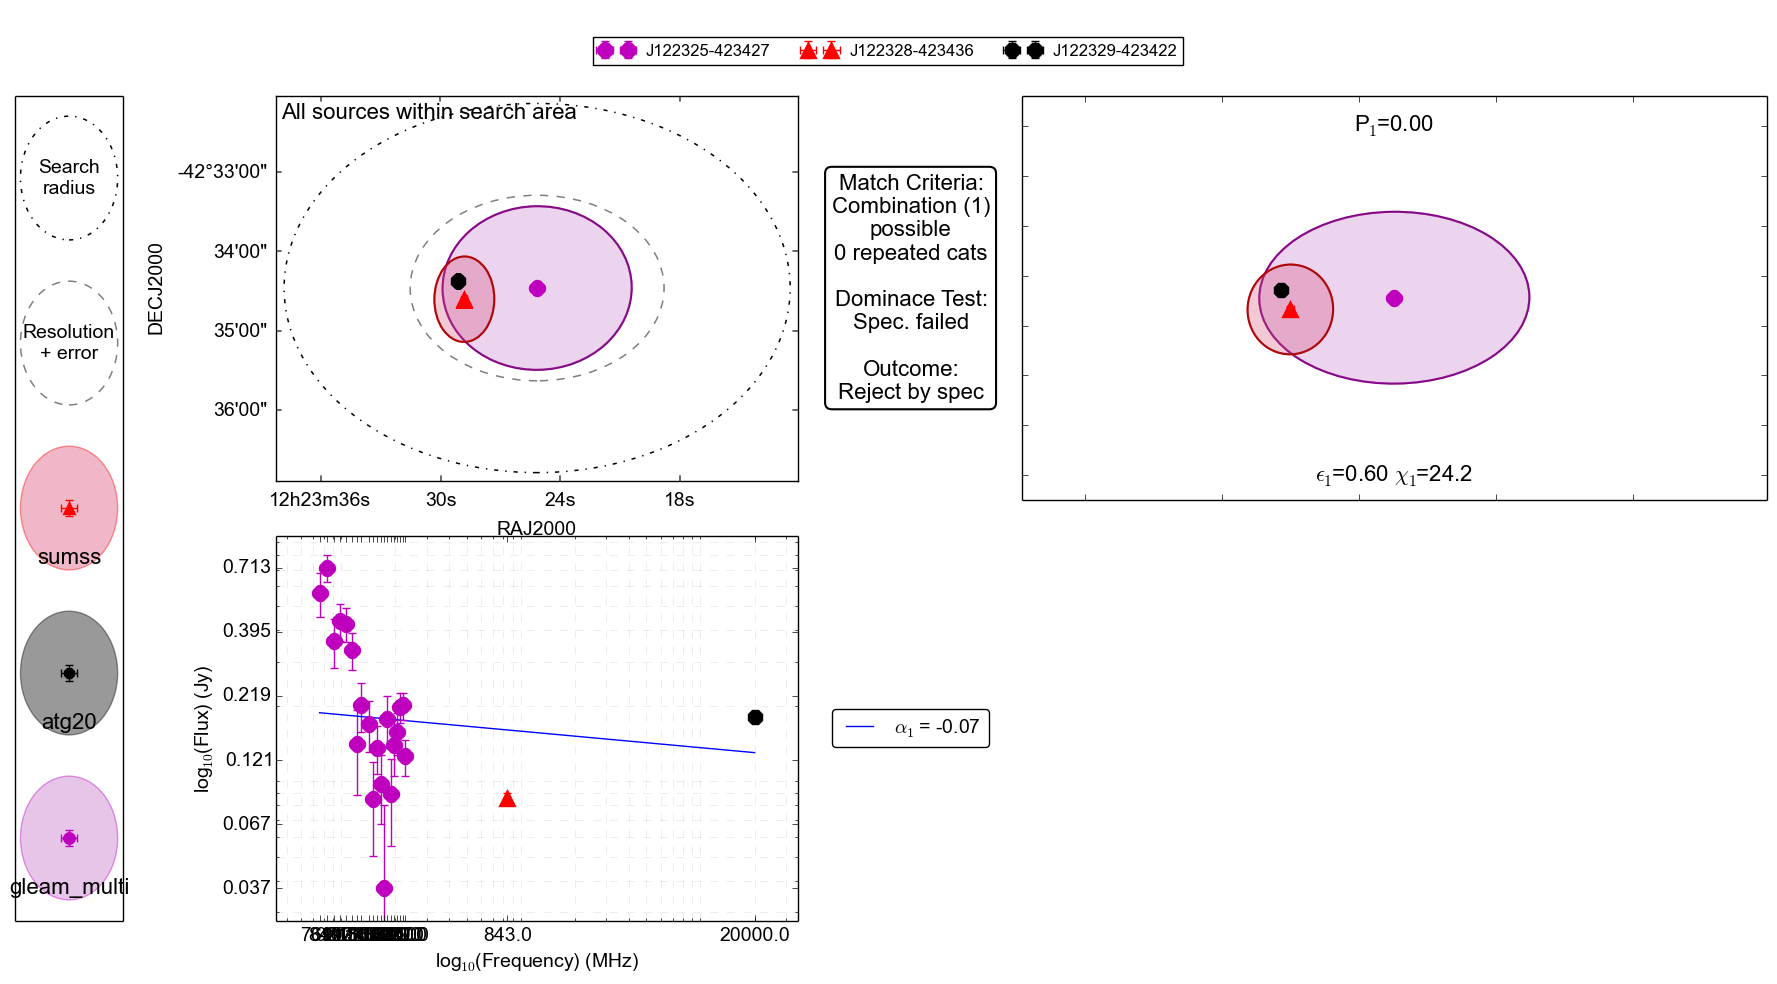 J122325-423427
J122328-423436
J122329-423422
Search
radius
Resolution
+ error
sumss
atg20
gleam_multi
All sources within search area
DECJ2000
-42°33'00"
34'00"
35'00"
36'00"
12h23m36s
30s
24s
18s
RAJ2000
Match Criteria:
Combination (1)
possible
0 repeated cats
Dominace Test:
Spec. failed
Outcome:
Reject by spec
P₁=0.00
ϵ₁=0.60 χ₁=24.2
log₁₀(Flux) (Jy)
0.713
0.395
0.219
0.121
0.067
0.037
843.0
20000.0
log₁₀(Frequency) (MHz)
α₁ = -0.07